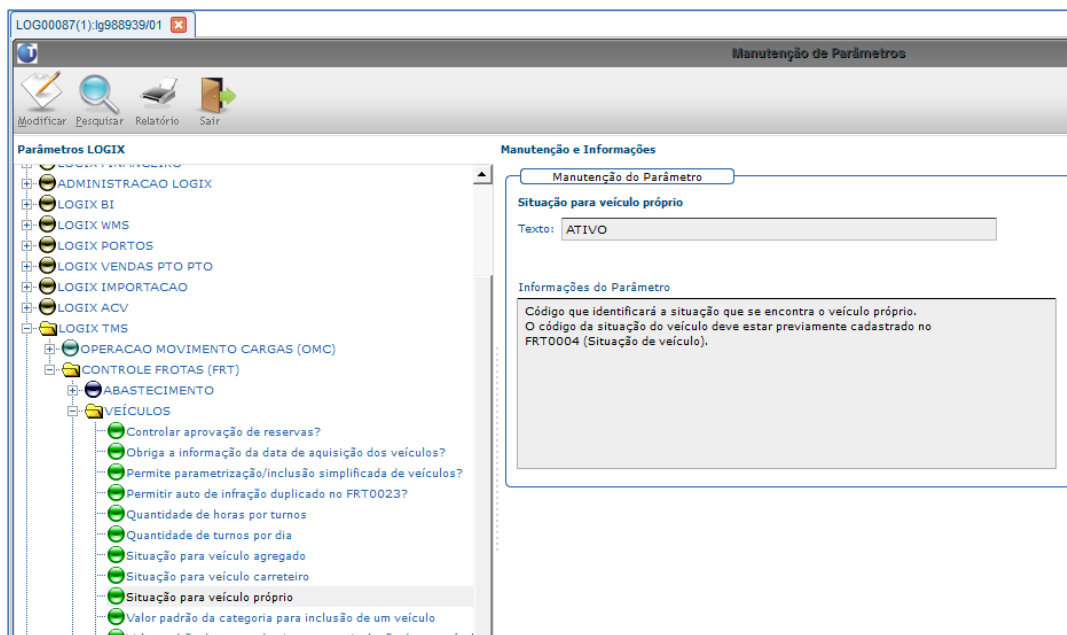 LOG00087(1):lg988939/01
Manutenção de Parâmetros
Modificar Pesquisar Relatório Sair
Parâmetros LOGIX
LOGIX FINANCEIRO
ADMINISTRACAO LOGIX
LOGIX BI
LOGIX WMS
LOGIX PORTOS
LOGIX VENDAS PTO PTO
LOGIX IMPORTACAO
LOGIX ACV
LOGIX TMS
OPERACAO MOVIMENTO CARGAS (OMC)
CONTROLE FROTAS (FRT)
ABASTECIMENTO
VEÍCULOS
Controlar aprovação de reservas?
Obriga a informação da data de aquisição dos veículos?
Permite parametrização/inclusão simplificada de veículos?
Permitir auto de infração duplicado no FRT0023?
Quantidade de horas por turnos
Quantidade de turnos por dia
Situação para veículo agregado
Situação para veículo carreteiro
Situação para veículo próprio
Valor padrão da categoria para inclusão de um veículo
Manutenção e Informações
Manutenção do Parâmetro
Situação para veículo próprio
Texto: ATIVO
Informações do Parâmetro
Código que identificará a situação que se encontra o veículo próprio.
O código da situação do veículo deve estar previamente cadastrado no
FRT0004 (Situação de veículo).